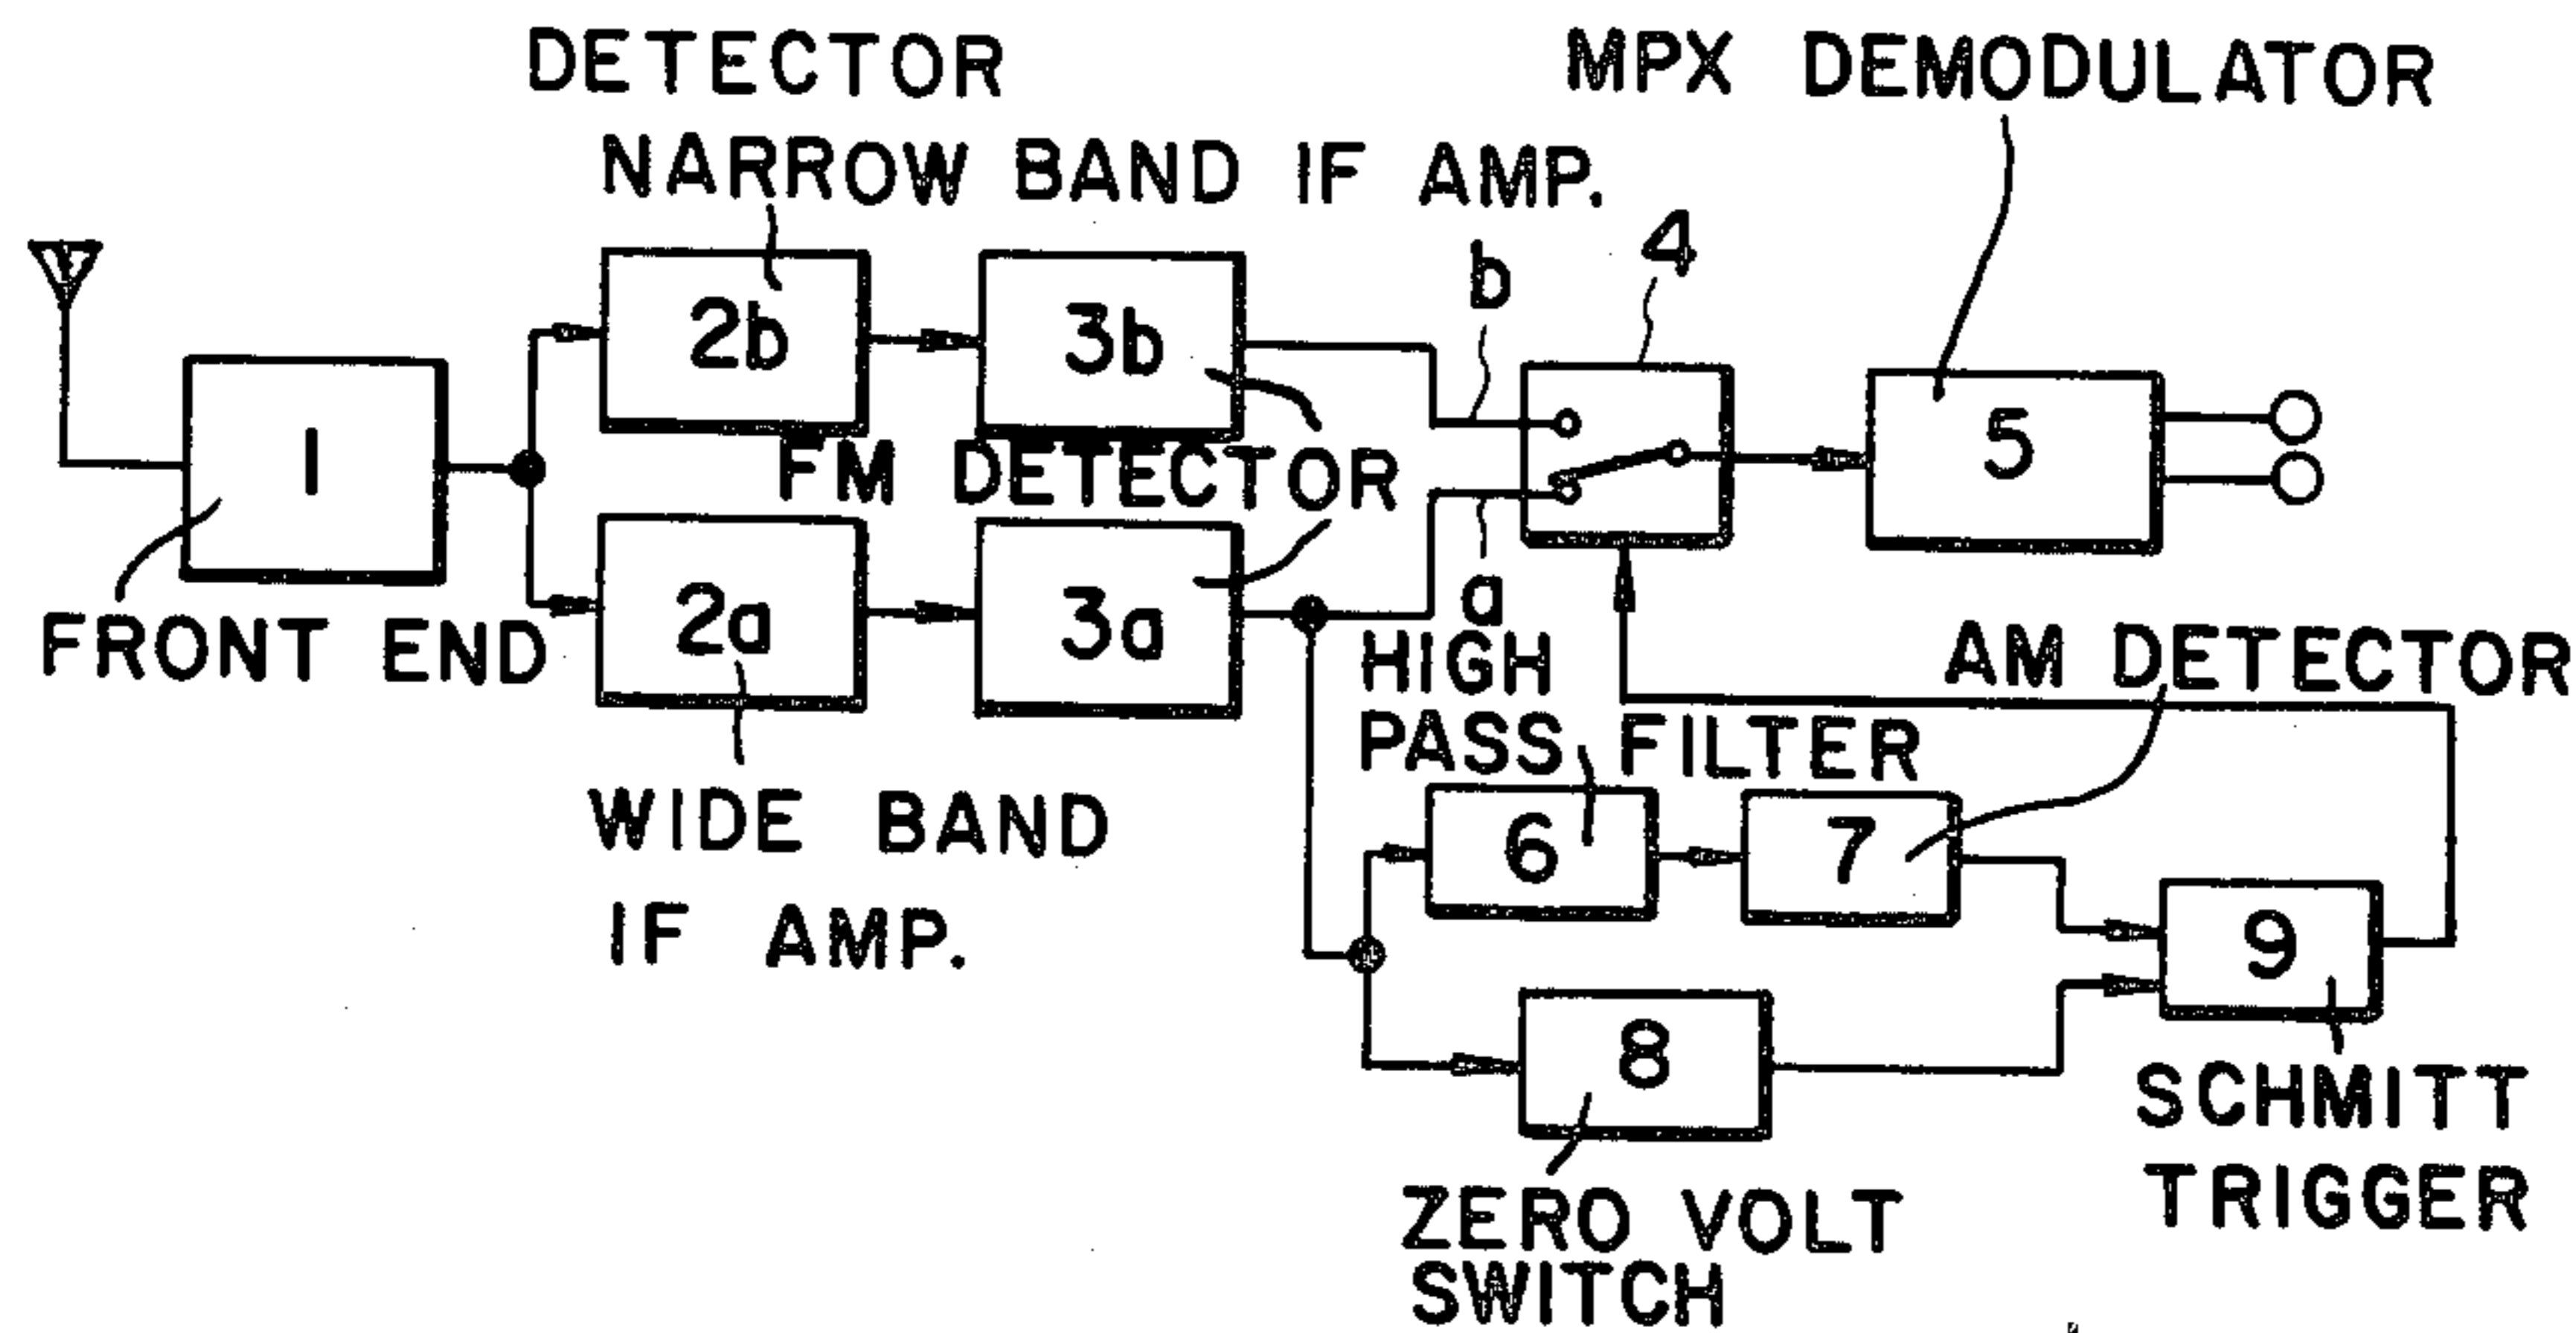 DETECTOR
MPX DEMODULATOR
NARROW BAND IF AMP.
4
b
2b
3b
1
5
FM DETECTOR
a
2a
3a
FRONT END
HIGH
PASS FILTER
AM DETECTOR
WIDE BAND
IF AMP.
6
7
9
8
SCHMITT
TRIGGER
ZERO VOLT
SWITCH